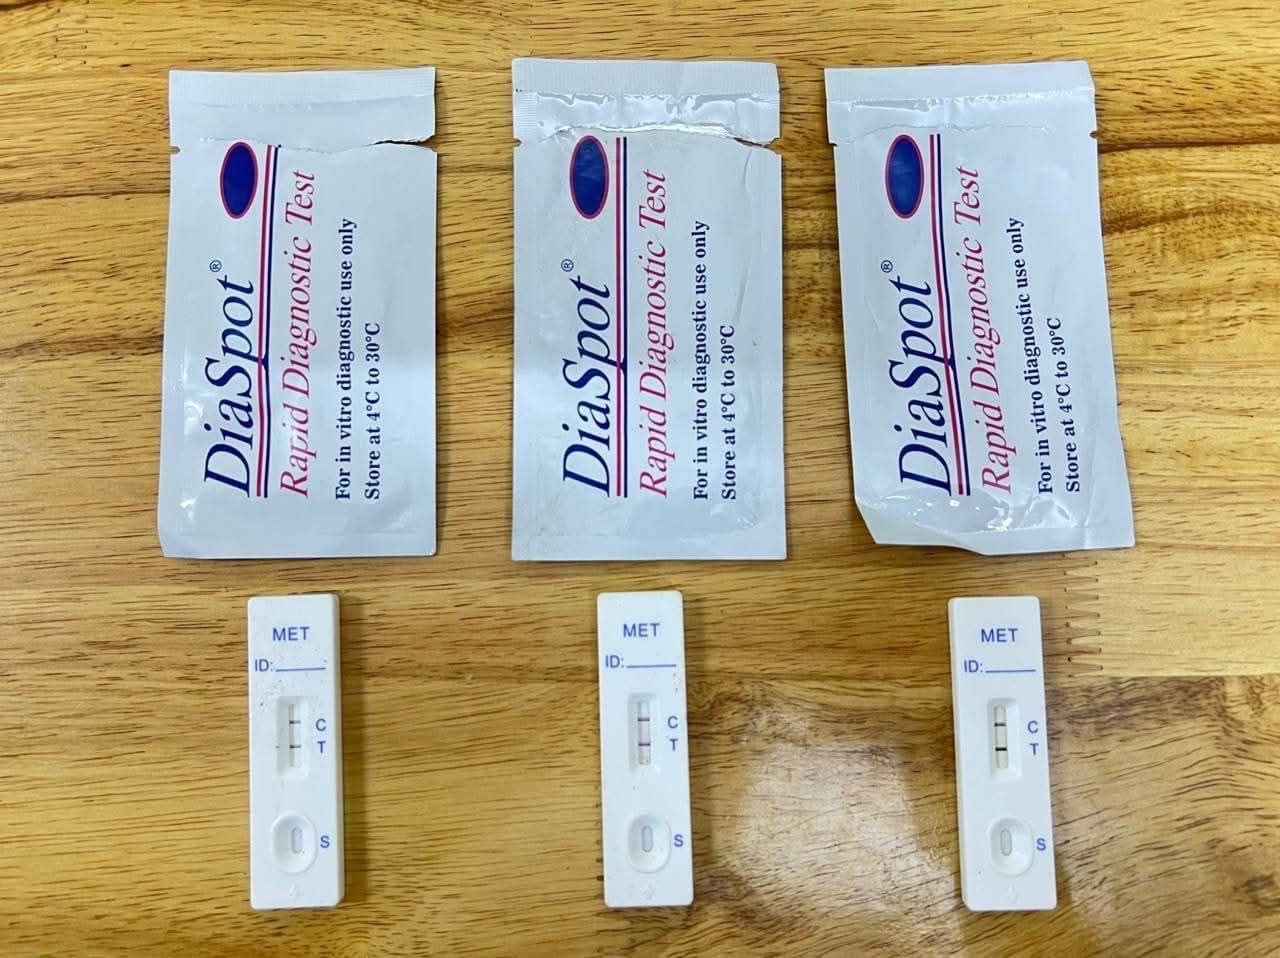 DiaSpot®
Rapid Diagnostic Test
For in vitro diagnostic use only
Store at 4°C to 30°C
DiaSpot®
Rapid Diagnostic Test
For in vitro diagnostic use only
Store at 4°C to 30°C
DiaSpot®
Rapid Diagnostic Test
For in vitro diagnostic use only
Store at 4°C to 30°C
MET
ID:
C
T
S
MET
ID:
C
T
S
MET
ID:
C
T
S